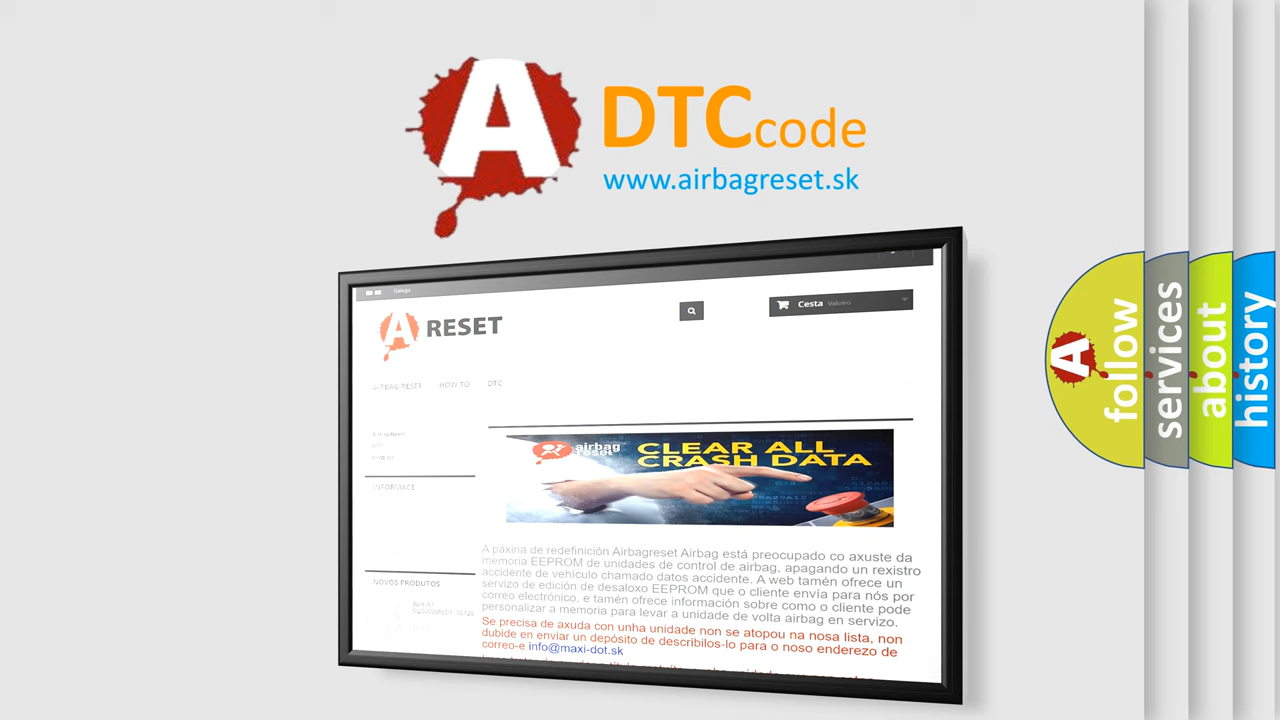 A
DTCcode
www.airbagreset.sk
Galego
A RESET
Cesta Valeiro
AIRBAG RESET HOW TO DTC
INFORMACE
NOVOS PRODUTOS
airbag
reset
CLEAR ALL
CRASH DATA
A páxina de redefinición Airbagreset Airbag está preocupado co axuste da
memoria EEPROM de unidades de control de airbag, apagando un rexistro
accidente de vehículo chamado datos accidente. A web tamén ofrece un
servizo de edición de desaloxo EEPROM que o cliente envía para nós por
correo electrónico, e tamén ofrece información sobre como o cliente pode
personalizar a memoria para levar a unidade de volta airbag en servizo.
Se precisa de axuda con unha unidade non se atopou na nosa lista, non
dubide en enviar un depósito de describilos-lo para o noso enderezo de
correo-e info@maxi-dot.sk
A
follow
services
about
history